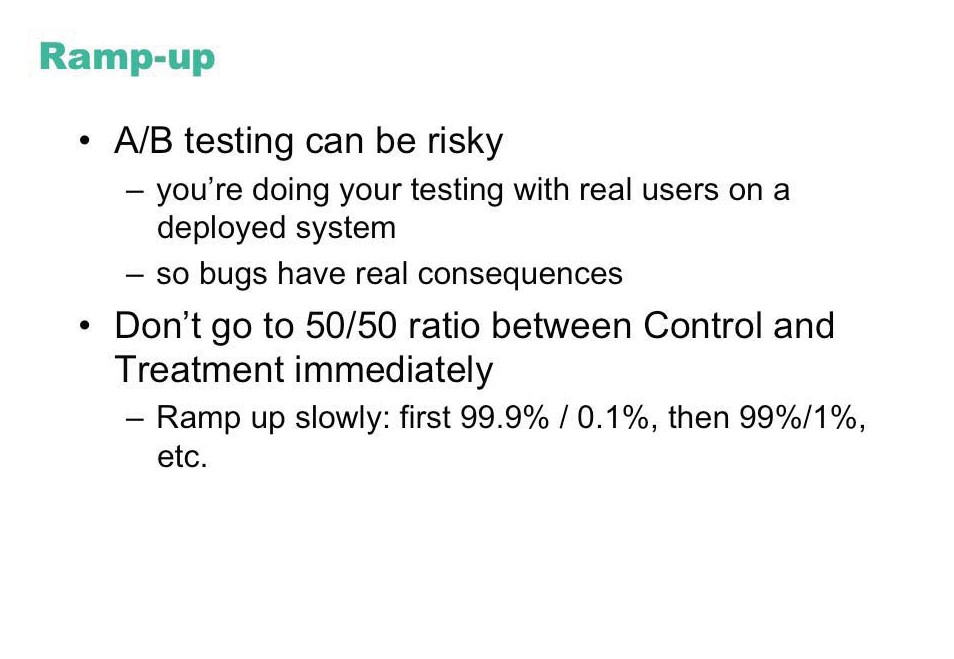 Ramp-up
• A/B testing can be risky
– you’re doing your testing with real users on a
deployed system
– so bugs have real consequences
• Don’t go to 50/50 ratio between Control and
Treatment immediately
– Ramp up slowly: first 99.9% / 0.1%, then 99%/1%,
etc.